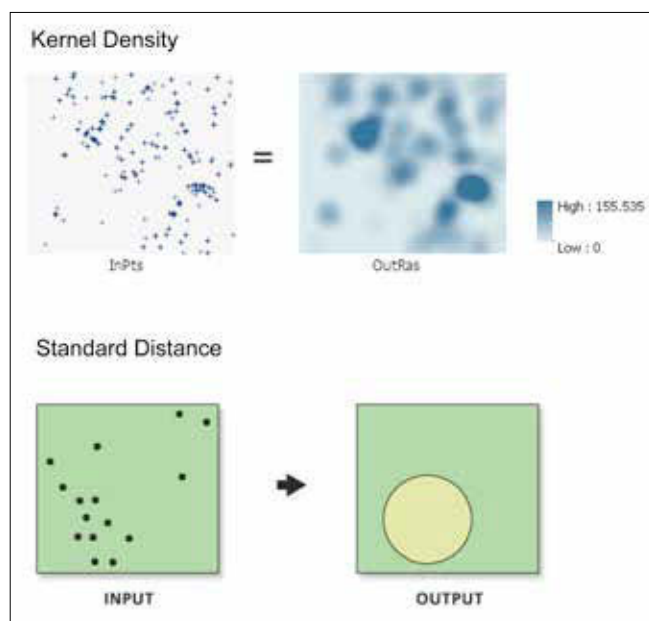 Kernel Density
=
High : 155.535
Low : 0
InPts
OutRas
Standard Distance
INPUT
OUTPUT